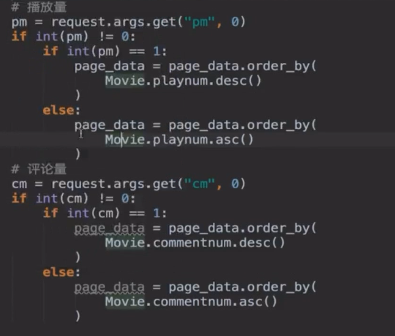 # 播放量
pm = request.args.get("pm", 0)
if int(pm) != 0:
    if int(pm) == 1:
        page_data = page_data.order_by(
            Movie.playnum.desc()
        )
    else:
        page_data = page_data.order_by(
            Movie.playnum.asc()
        )
# 评论量
cm = request.args.get("cm", 0)
if int(cm) != 0:
    if int(cm) == 1:
        page_data = page_data.order_by(
            Movie.commentnum.desc()
        )
    else:
        page_data = page_data.order_by(
            Movie.commentnum.asc()
        )